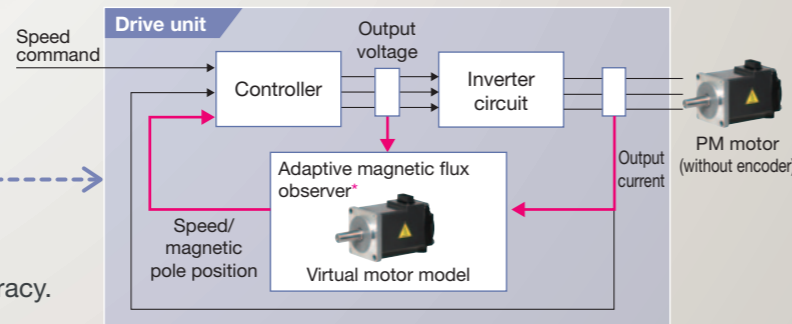 Drive unit
Speed
command
Output
voltage
Controller
Inverter
circuit
PM motor
(without encoder)
Output
current
Adaptive magnetic flux
observer*
Virtual motor model
Speed/
magnetic
pole position
racy.